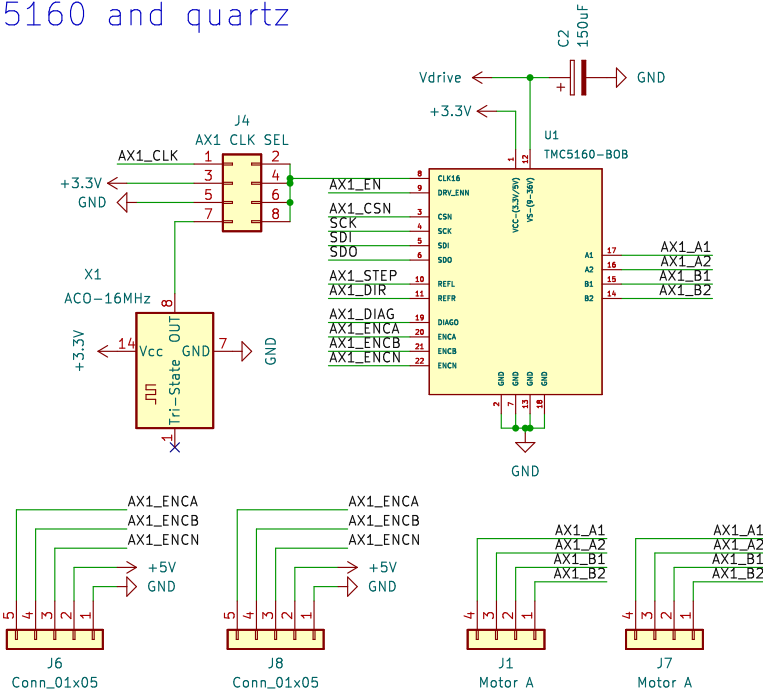 5160 and quartz
C2
150uF
Vdrive
GND
+3.3V
U1
TMC5160-BOB
1
12
VCC-(3.3V/5V)
VS-(9-36V)
J4
AX1 CLK SEL
AX1_CLK
1
2
+3.3V
3
4
GND
5
6
7
8
AX1_EN
AX1_CSN
SCK
SDI
SDO
AX1_STEP
AX1_DIR
AX1_DIAG
AX1_ENCA
AX1_ENCB
AX1_ENCN
8
CLK16
9
DRV_ENN
3
CSN
4
SCK
5
SDI
6
SDO
10
REFL
11
REFR
19
DIAG0
20
ENCA
21
ENCB
22
ENCN
A1
17
AX1_A1
A2
16
AX1_A2
B1
15
AX1_B1
B2
14
AX1_B2
GND
GND
GND
GND
2
7
13
18
GND
X1
ACO-16MHz
8
OUT
+3.3V
14
Vcc
GND
7
GND
Tri-State
1
AX1_ENCA
AX1_ENCB
AX1_ENCN
+5V
GND
5
4
3
2
1
J6
Conn_01x05
AX1_ENCA
AX1_ENCB
AX1_ENCN
+5V
GND
5
4
3
2
1
J8
Conn_01x05
AX1_A1
AX1_A2
AX1_B1
AX1_B2
4
3
2
1
J1
Motor A
AX1_A1
AX1_A2
AX1_B1
AX1_B2
4
3
2
1
J7
Motor A